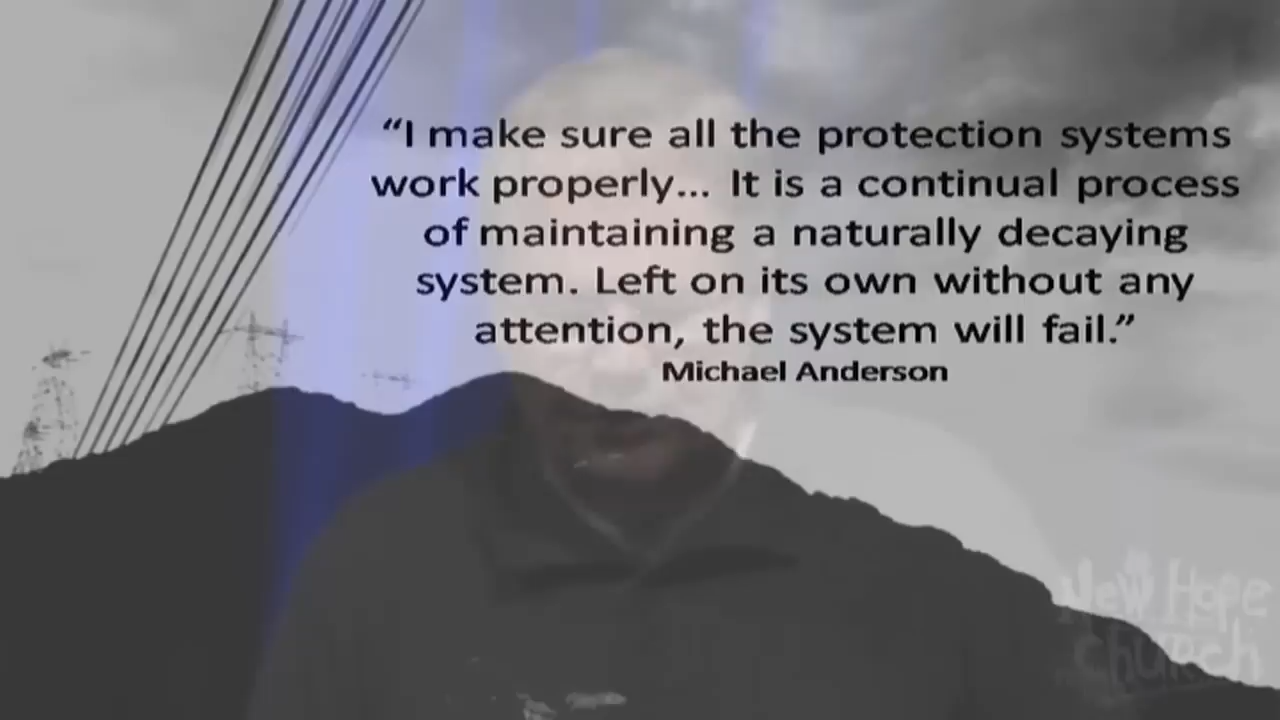 “I make sure all the protection systems
work properly... It is a continual process
of maintaining a naturally decaying
system. Left on its own without any
attention, the system will fail.”
Michael Anderson
New Hope
Church